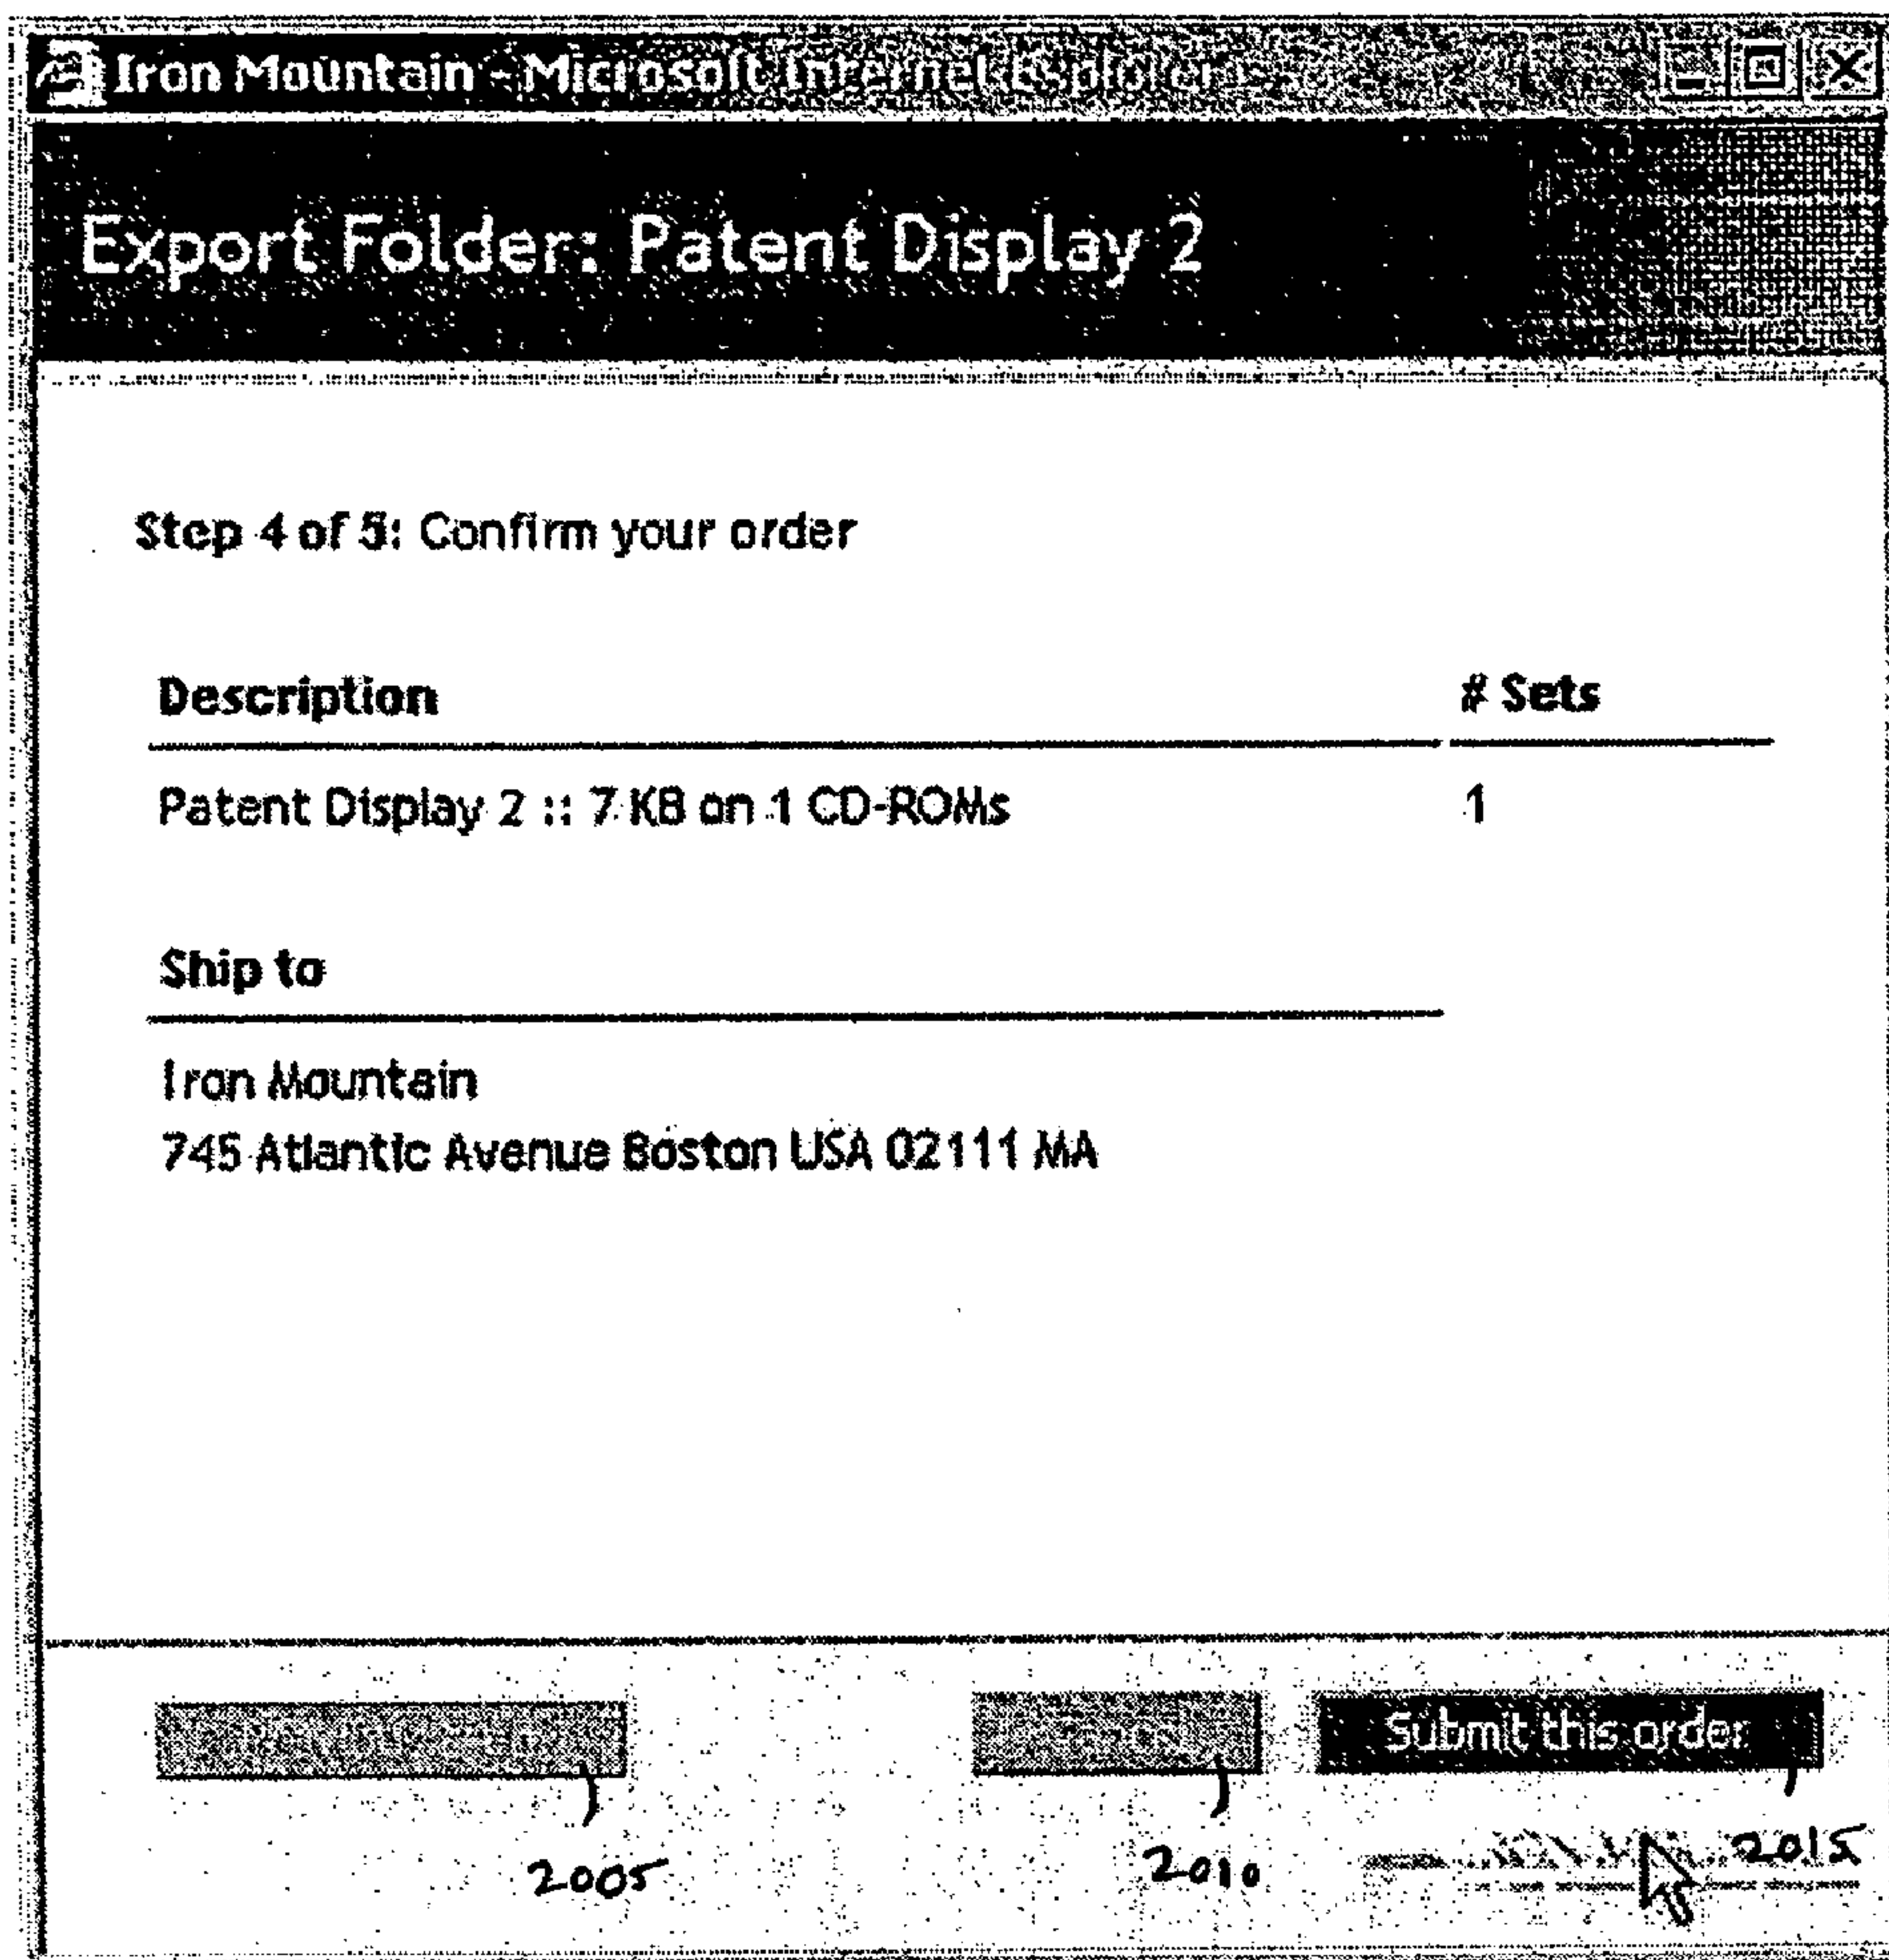 Iron Mountain - Microsoft Internet Explorer
Export Folder: Patent Display 2
Step 4 of 5: Confirm your order
Description # Sets
Patent Display 2 :: 7 KB on 1 CD-ROMs 1
Ship to
Iron Mountain
745 Atlantic Avenue Boston USA 02111 MA
Cancel Submit this order
2005 2010 2015